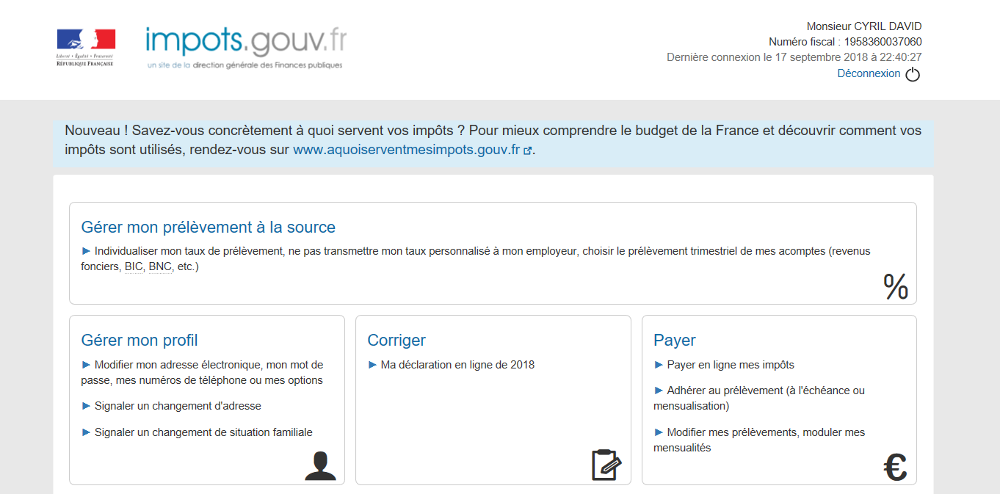 Liberté • Égalité • Fraternité
RÉPUBLIQUE FRANÇAISE
impots.gouv.fr
un site de la direction générale des Finances publiques
Monsieur CYRIL DAVID
Numéro fiscal : 1958360037060
Dernière connexion le 17 septembre 2018 à 22:40:27
Déconnexion
Nouveau ! Savez-vous concrètement à quoi servent vos impôts ? Pour mieux comprendre le budget de la France et découvrir comment vos
impôts sont utilisés, rendez-vous sur www.aquoiserventmesimpots.gouv.fr.
Gérer mon prélèvement à la source
► Individualiser mon taux de prélèvement, ne pas transmettre mon taux personnalisé à mon employeur, choisir le prélèvement trimestriel de mes acomptes (revenus
fonciers, BIC, BNC, etc.)
%
Gérer mon profil
► Modifier mon adresse électronique, mon mot de
passe, mes numéros de téléphone ou mes options
► Signaler un changement d'adresse
► Signaler un changement de situation familiale
Corriger
► Ma déclaration en ligne de 2018
Payer
► Payer en ligne mes impôts
► Adhérer au prélèvement (à l'échéance ou
mensualisation)
► Modifier mes prélèvements, moduler mes
mensualités
€